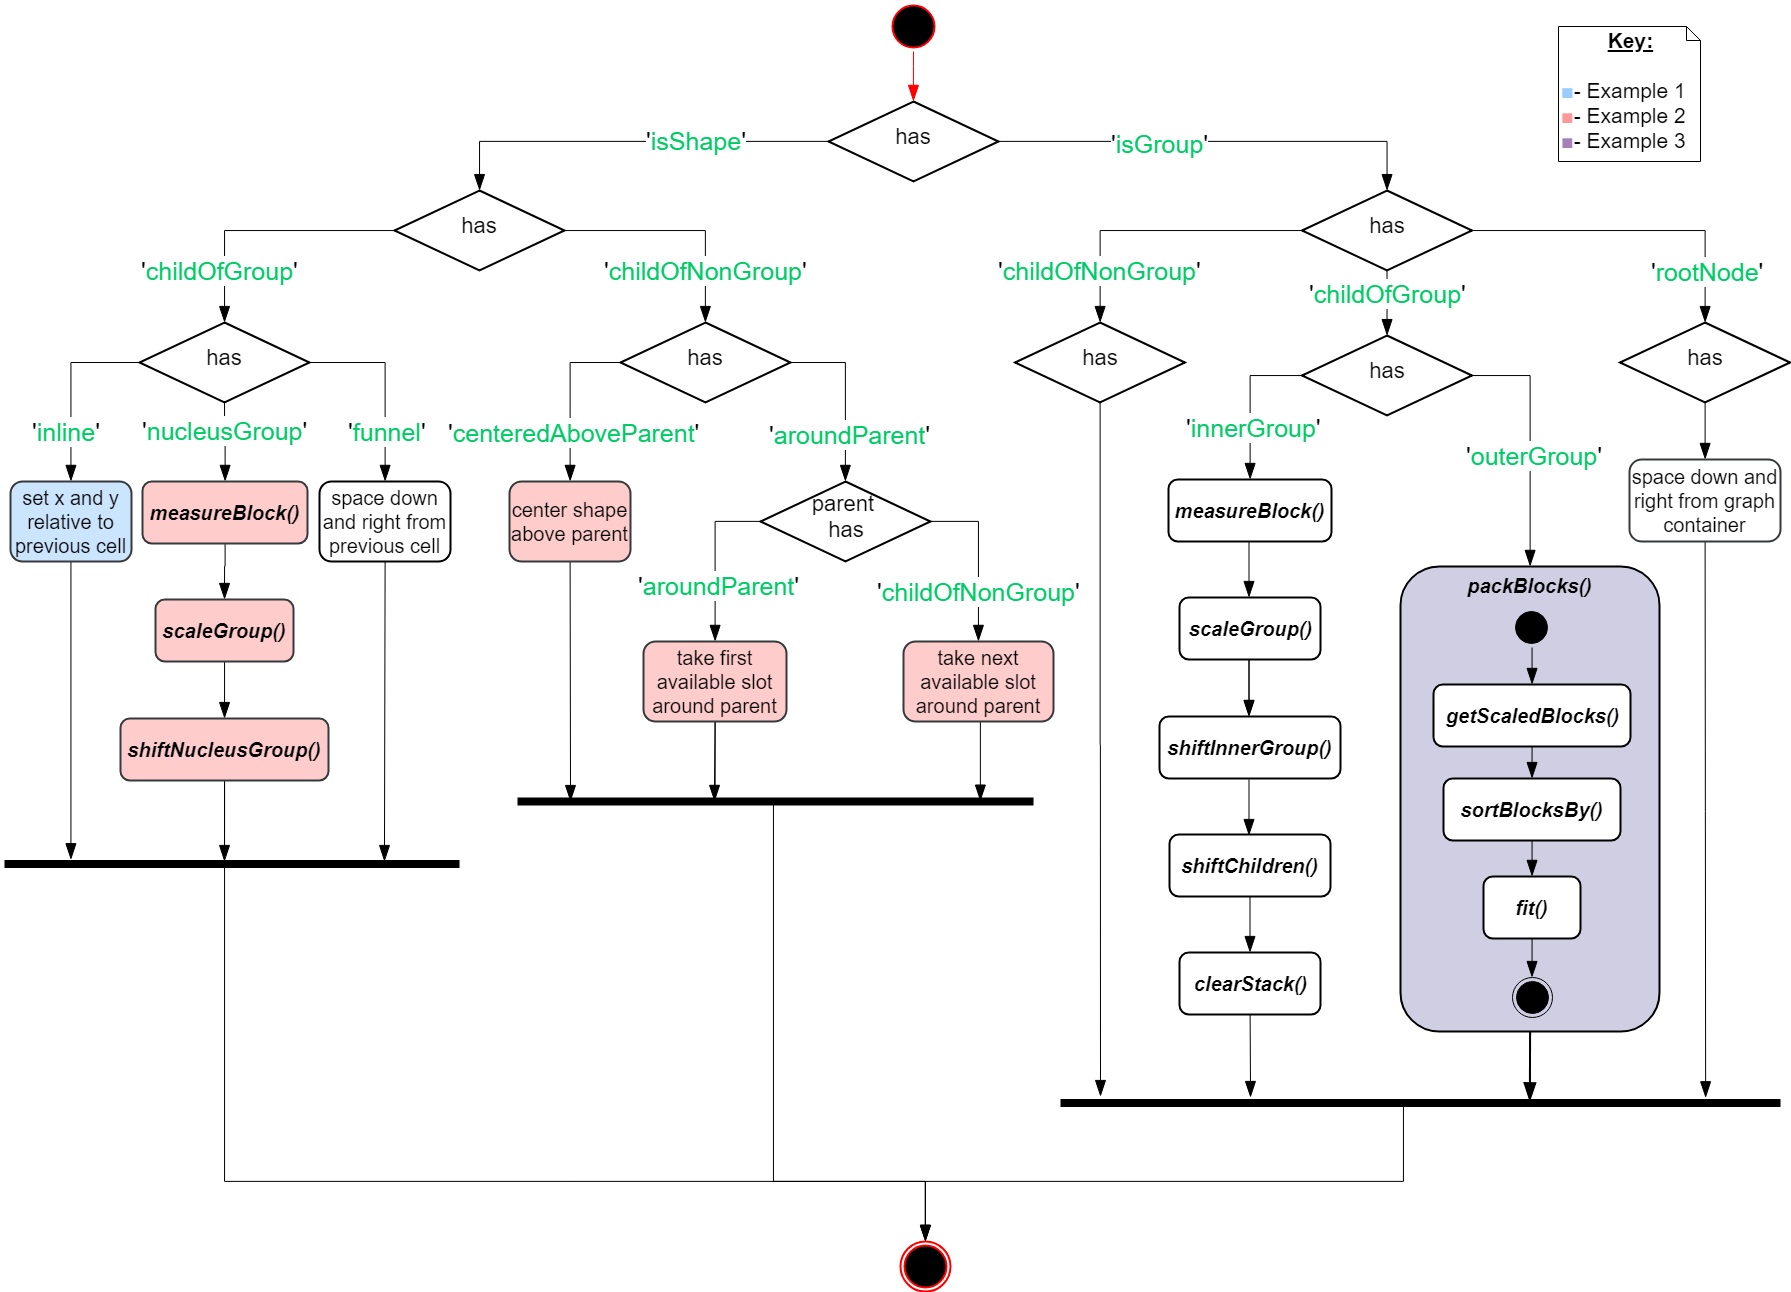 Key:
- Example 1
- Example 2
- Example 3
has
'isShape'
'isGroup'
has
has
'childOfGroup'
'childOfNonGroup'
'childOfNonGroup'
'childOfGroup'
'rootNode'
has
has
has
has
has
'inline'
'nucleusGroup'
'funnel'
'centeredAboveParent'
'aroundParent'
'innerGroup'
'outerGroup'
set x and y
relative to
previous cell
measureBlock()
space down
and right from
previous cell
center shape
above parent
parent
has
measureBlock()
space down and
right from graph
container
'aroundParent'
'childOfNonGroup'
packBlocks()
scaleGroup()
take first
available slot
around parent
take next
available slot
around parent
scaleGroup()
getScaledBlocks()
shiftNucleusGroup()
shiftInnerGroup()
sortBlocksBy()
shiftChildren()
fit()
clearStack()